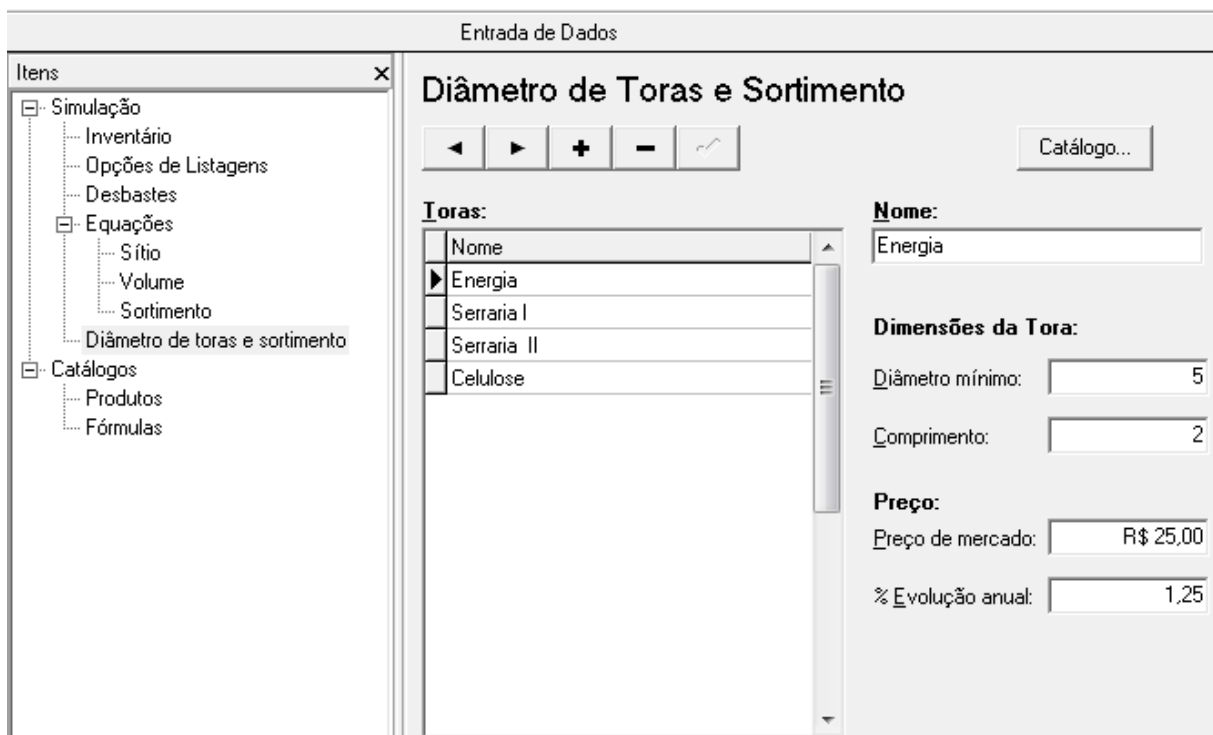 Entrada de Dados
Itens
Simulação
Inventário
Opções de Listagens
Desbastes
Equações
Sítio
Volume
Sortimento
Diâmetro de toras e sortimento
Catálogos
Produtos
Fórmulas
Diâmetro de Toras e Sortimento
Catálogo...
Toras:
Nome
Energia
Serraria I
Serraria II
Celulose
Nome:
Energia
Dimensões da Tora:
Diâmetro mínimo: 5
Comprimento: 2
Preço:
Preço de mercado: R$ 25,00
% Evolução anual: 1,25